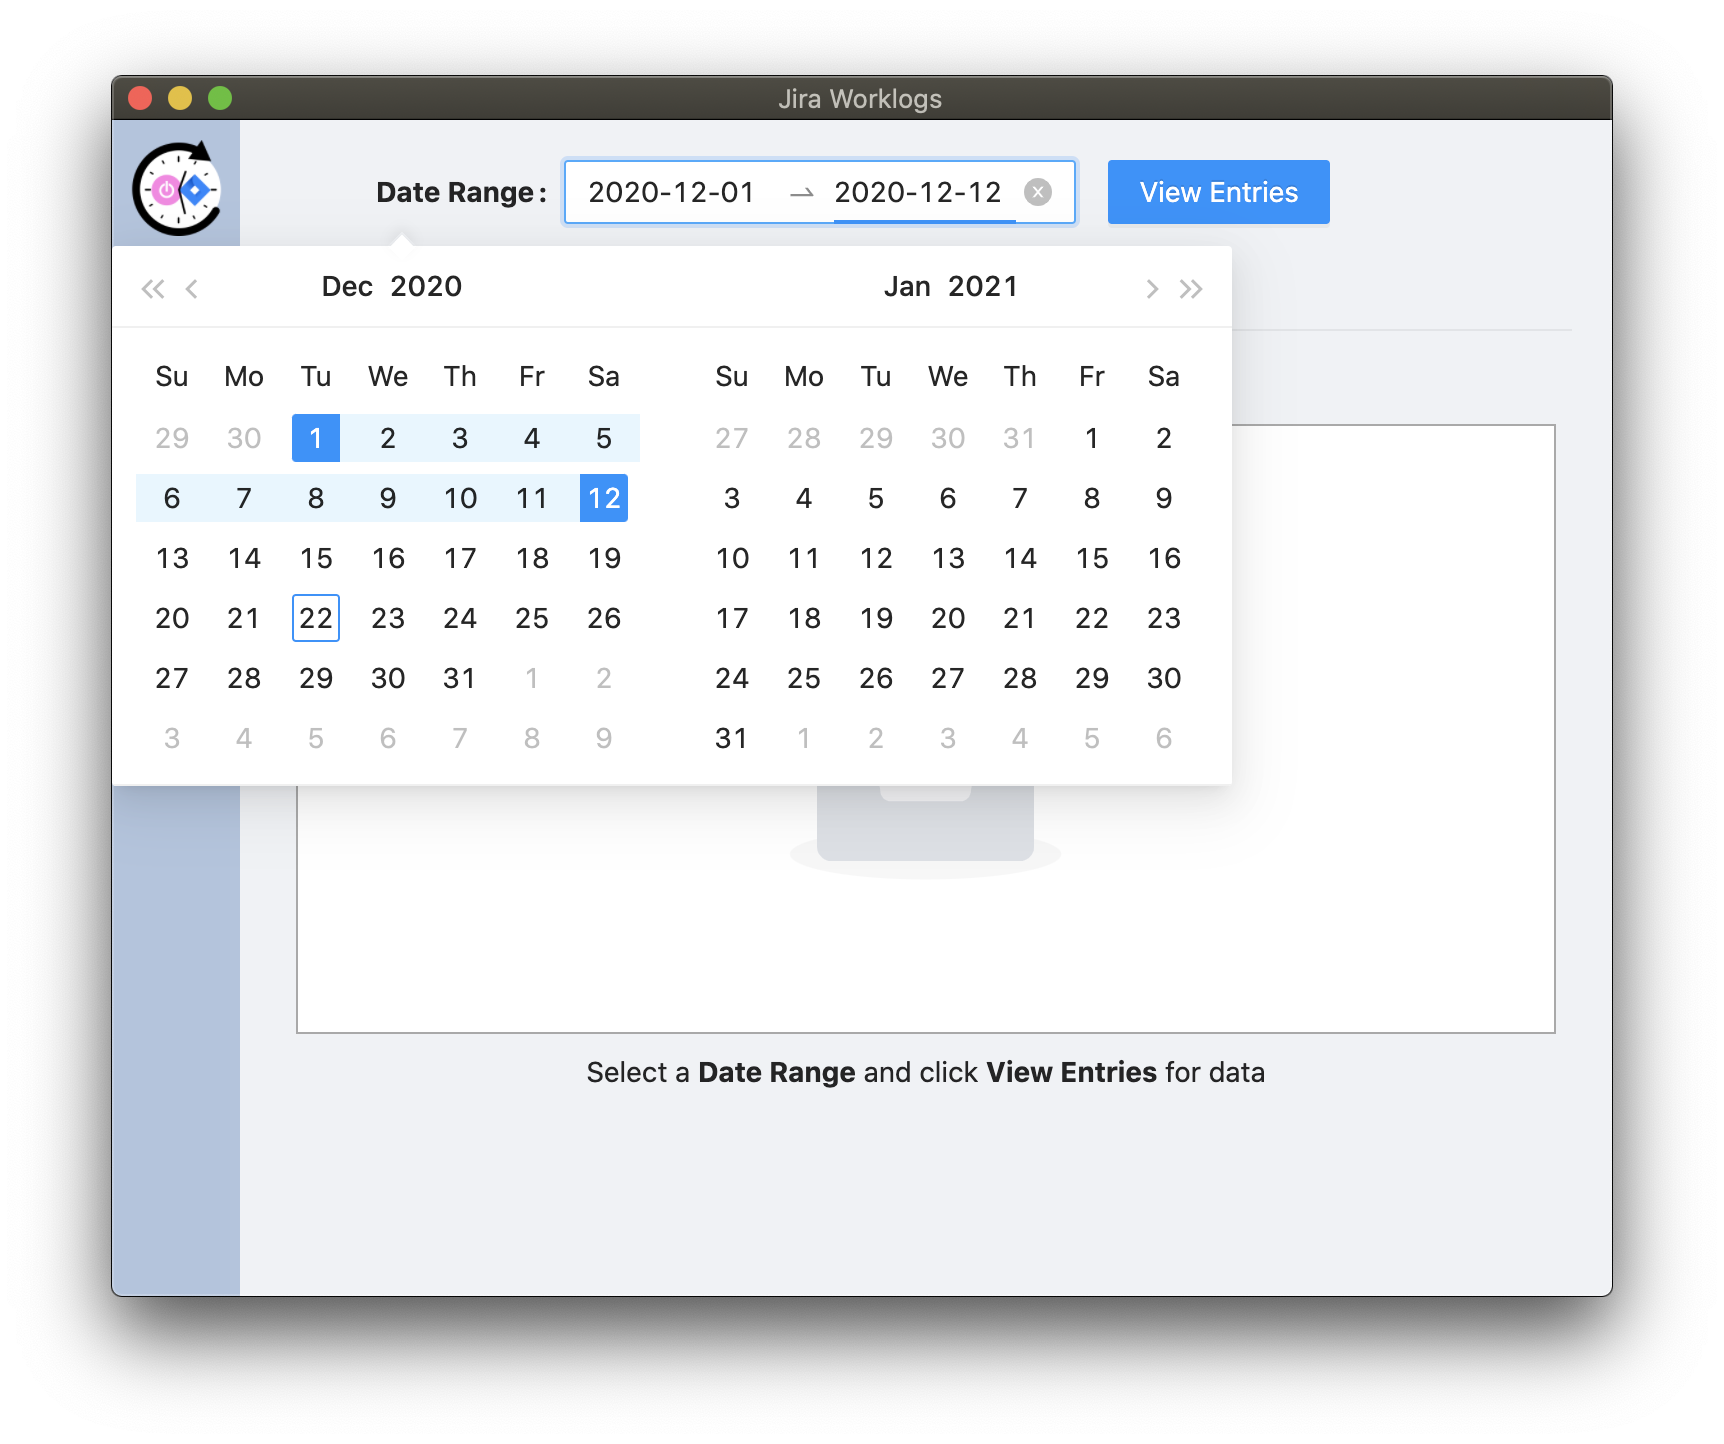 Jira Worklogs
Date Range: 2020-12-01 → 2020-12-12 View Entries
Dec 2020 Jan 2021
Su Mo Tu We Th Fr Sa Su Mo Tu We Th Fr Sa
29 30 1 2 3 4 5 27 28 29 30 31 1 2
6 7 8 9 10 11 12 3 4 5 6 7 8 9
13 14 15 16 17 18 19 10 11 12 13 14 15 16
20 21 22 23 24 25 26 17 18 19 20 21 22 23
27 28 29 30 31 1 2 24 25 26 27 28 29 30
3 4 5 6 7 8 9 31 1 2 3 4 5 6
Select a Date Range and click View Entries for data